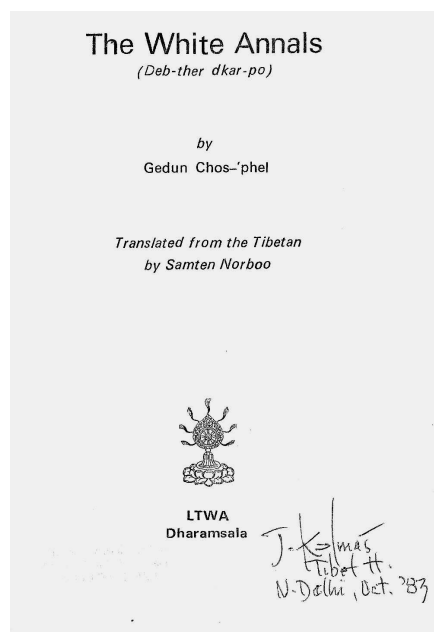 The White Annals
(Deb-ther dkar-po)
by
Gedun Chos-'phel
Translated from the Tibetan
by Samten Norboo
LTWA
Dharamsala
J. Kolmaš
Tibet H.
N. Delhi, Oct. '83